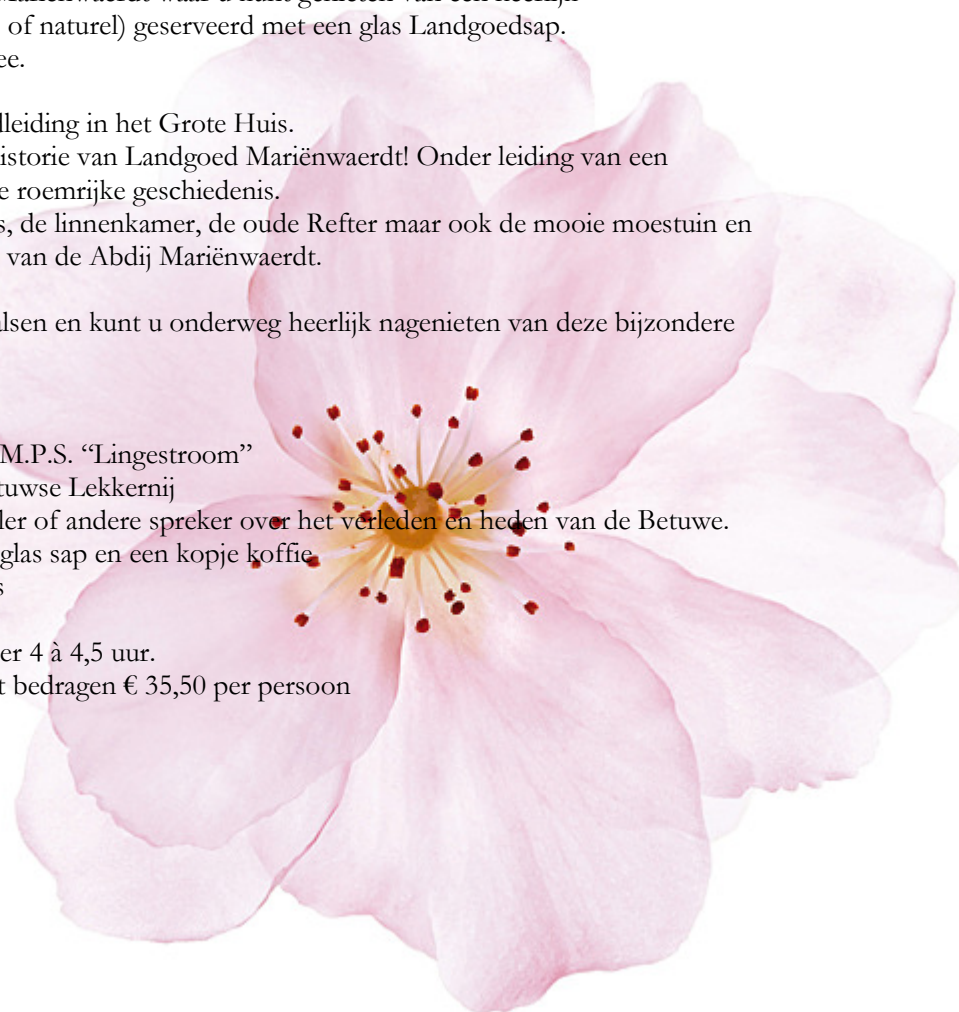 of naturel) geserveerd met een glas Landgoedsap.
ee.
lleiding in het Grote Huis.
istorie van Landgoed Mariënwaerdt! Onder leiding van een
e roemrijke geschiedenis.
s, de linnenkamer, de oude Refter maar ook de mooie moestuin en
van de Abdij Mariënwaerdt.
lsen en kunt u onderweg heerlijk nagenieten van deze bijzondere
M.P.S. “Lingestroom”
tuwse Lekkernij
ler of andere spreker over het verleden en heden van de Betuwe.
glas sap en een kopje koffie
s
er 4 à 4,5 uur.
t bedragen € 35,50 per persoon